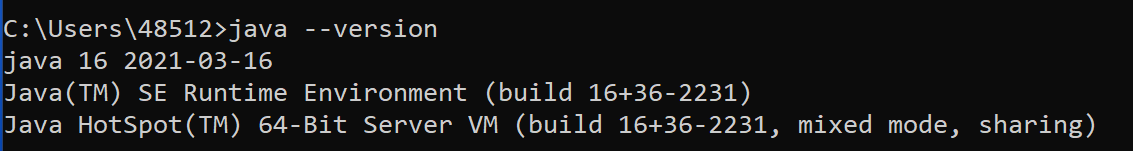 C:\Users\48512>java --version
java 16 2021-03-16
Java(TM) SE Runtime Environment (build 16+36-2231)
Java HotSpot(TM) 64-Bit Server VM (build 16+36-2231, mixed mode, sharing)